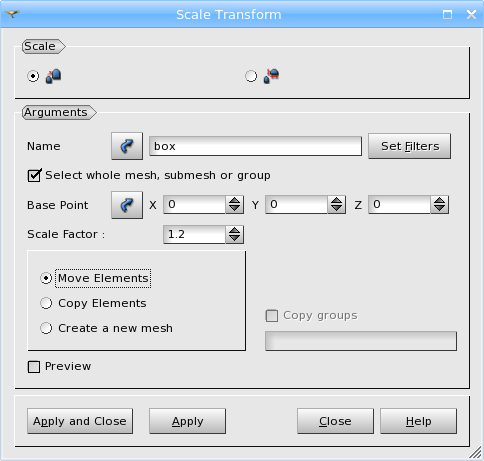 Scale Transform
Scale
Arguments
Name box Set Filters
Select whole mesh, submesh or group
Base Point X 0 Y 0 Z 0
Scale Factor : 1.2
Move Elements
Copy Elements
Create a new mesh
Copy groups
Preview
Apply and Close Apply Close Help